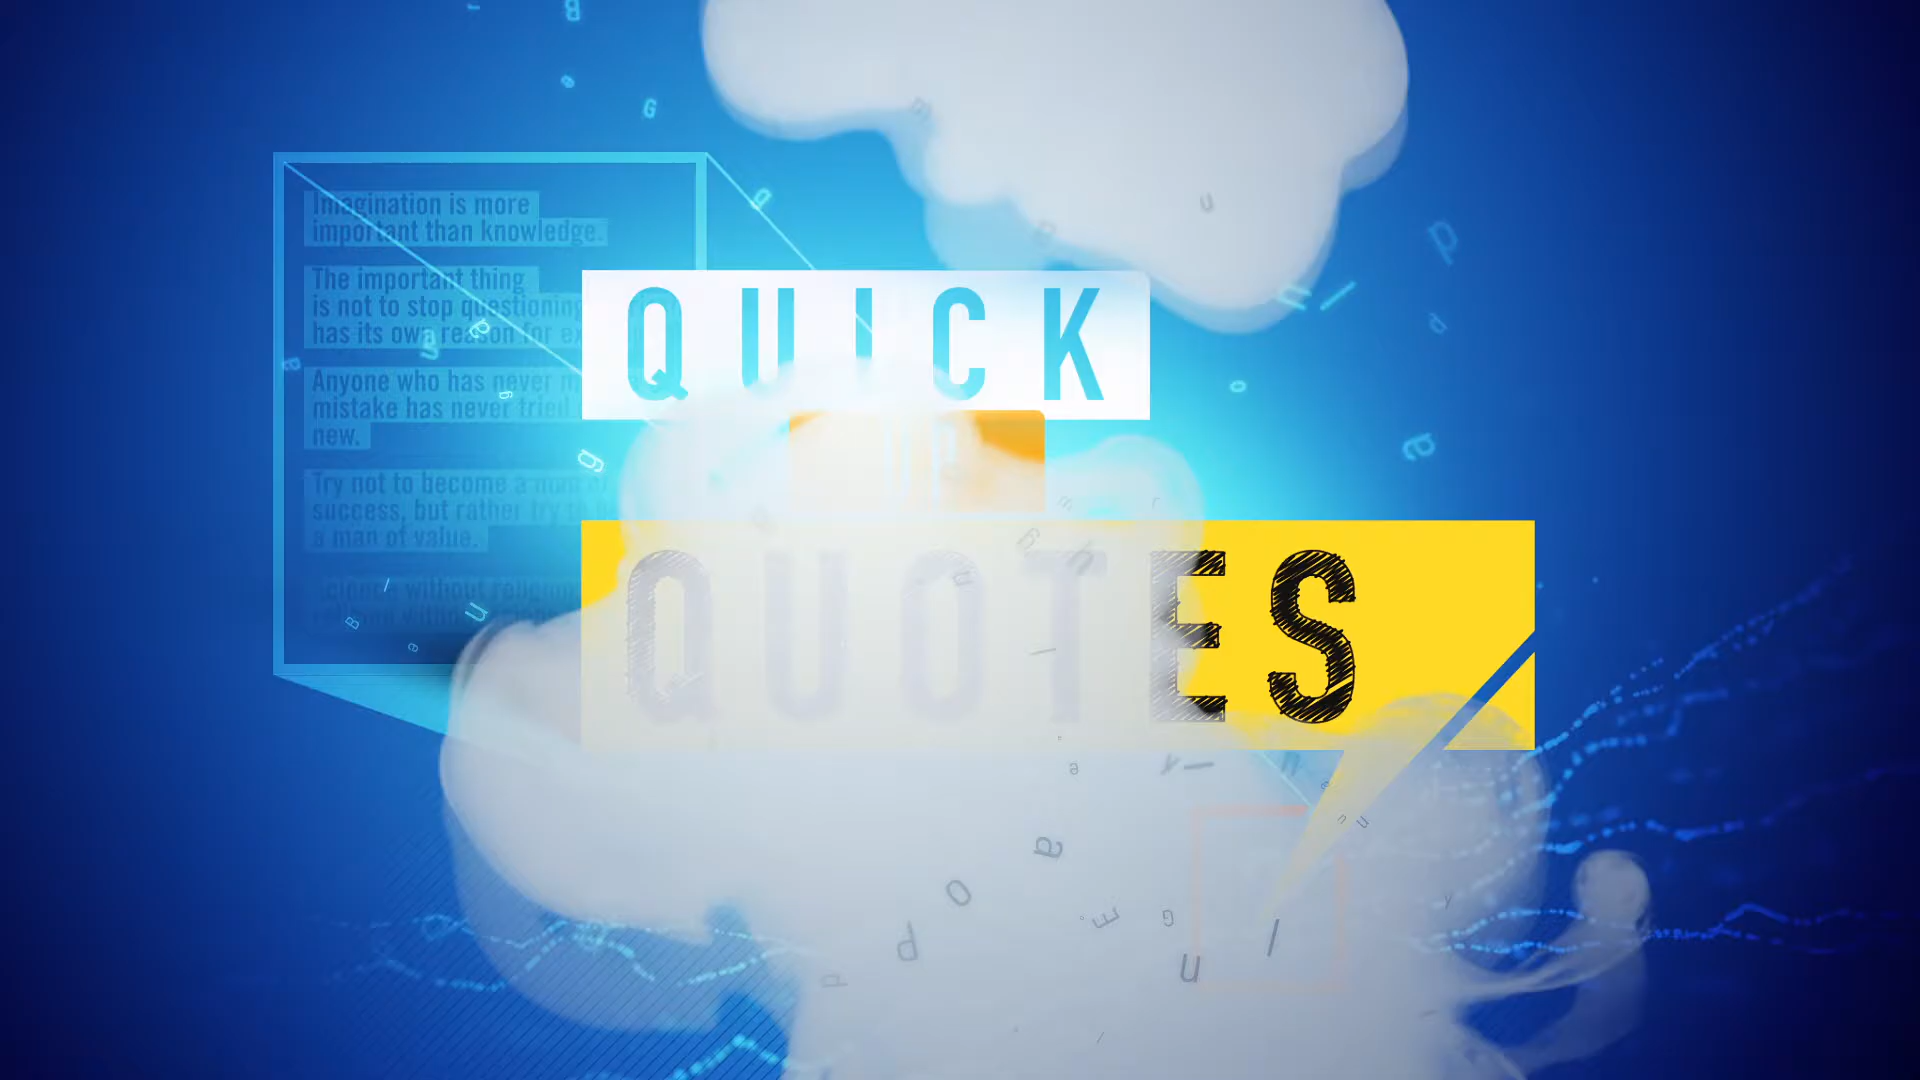 Imagination is more
important than knowledge.
The important thing
is not to stop questioning
has its own reason for
Anyone who has never
mistake has never tried
new.
Try not to become a man of
success, but rather try to
a man of value.
without religion
QUICK
QUOTES